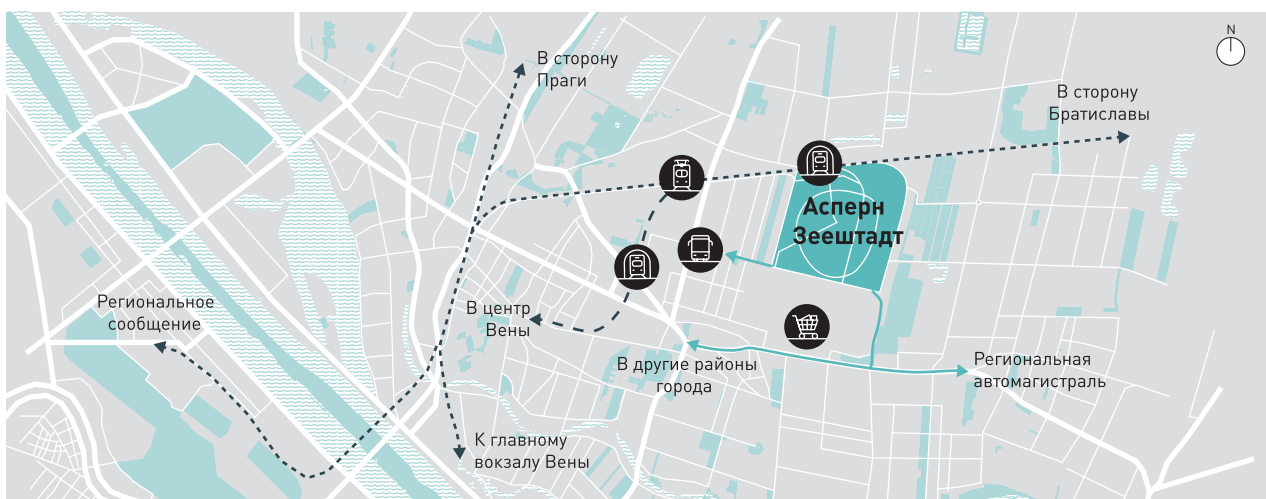 N
В сторону
Праги
В сторону
Братиславы
Асперн
Зеештадт
Региональное
сообщение
В центр
Вены
В другие районы
города
Региональная
автомагистраль
К главному
вокзалу Вены